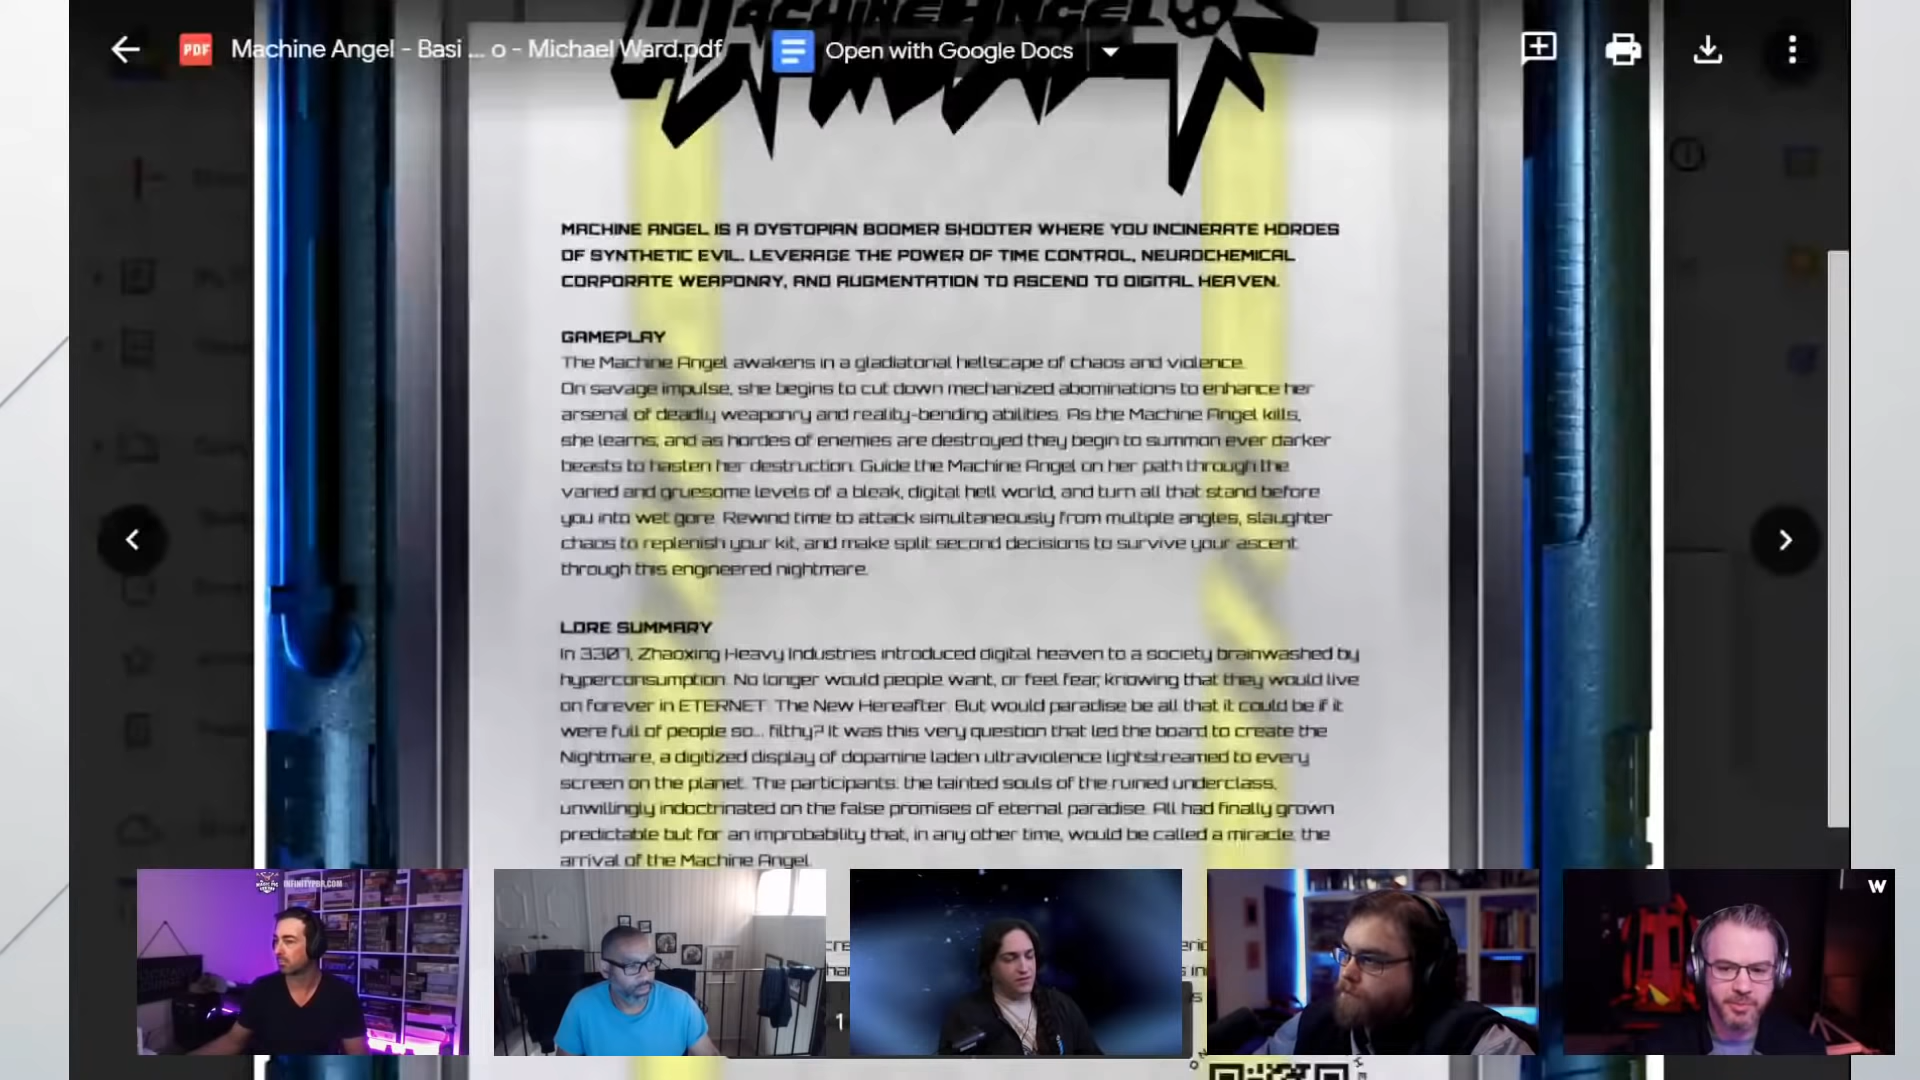 MACHINE ANGEL
PDF Machine Angel - Basi ... o - Michael Ward.pdf
Open with Google Docs
MACHINE ANGEL IS A DYSTOPIAN BOOMER SHOOTER WHERE YOU INCINERATE HORDES
OF SYNTHETIC EVIL. LEVERAGE THE POWER OF TIME CONTROL, NEUROCHEMICAL
CORPORATE WEAPONRY, AND AUGMENTATION TO ASCEND TO DIGITAL HEAVEN.
GAMEPLAY
The Machine Angel awakens in a gladiatorial hellscape of chaos and violence.
On savage impulse, she begins to cut down mechanized abominations to enhance her
arsenal of deadly weaponry and reality-bending abilities. As the Machine Angel kills,
she learns, and as hordes of enemies are destroyed they begin to summon ever darker
beasts to hasten her destruction. Guide the Machine Angel on her path through the
varied and gruesome levels of a bleak, digital hell world, and turn all that stand before
you into wet gore. Rewind time to attack simultaneously from multiple angles, slaughter
chaos to replenish your kit, and make split second decisions to survive your ascent
through this engineered nightmare.
LORE SUMMARY
In 3307, Zhaoxing Heavy Industries introduced digital heaven to a society brainwashed by
hyperconsumption. No longer would people want, or feel fear, knowing that they would live
on forever in ETERNET: The New Hereafter. But would paradise be all that it could be if it
were full of people so... filthy? It was this very question that led the board to create the
Nightmare, a digitized display of dopamine laden ultraviolence lightstreamed to every
screen on the planet. The participants: the tainted souls of the ruined underclass,
unwillingly indoctrinated on the false promises of eternal paradise. All had finally grown
predictable but for an improbability that, in any other time, would be called a miracle: the
arrival of the Machine Angel.
INFINITYPBR.COM
W
1